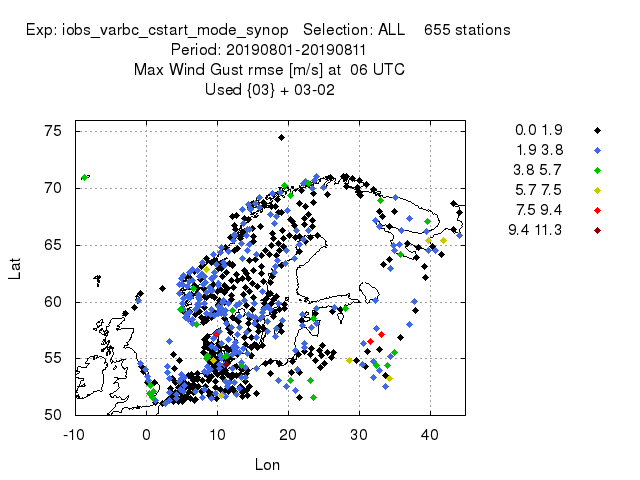 Exp: iobs_varbc_cstart_mode_synop   Selection: ALL    655 stations
Period: 20190801-20190811
Max Wind Gust rmse [m/s] at  06 UTC
Used {03} + 03-02
0.0 1.9
1.9 3.8
3.8 5.7
5.7 7.5
7.5 9.4
9.4 11.3
75
70
65
60
55
50
Lat
-10 0 10 20 30 40
Lon